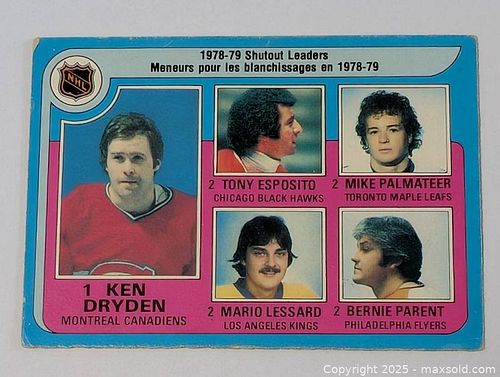 1978-79 Shutout Leaders
Meneurs pour les blanchissages en 1978-79
NHL
2 TONY ESPOSITO
CHICAGO BLACK HAWKS
2 MIKE PALMATEER
TORONTO MAPLE LEAFS
1 KEN
DRYDEN
MONTREAL CANADIENS
2 MARIO LESSARD
LOS ANGELES KINGS
2 BERNIE PARENT
PHILADELPHIA FLYERS
Copyright 2025 - maxsold.com